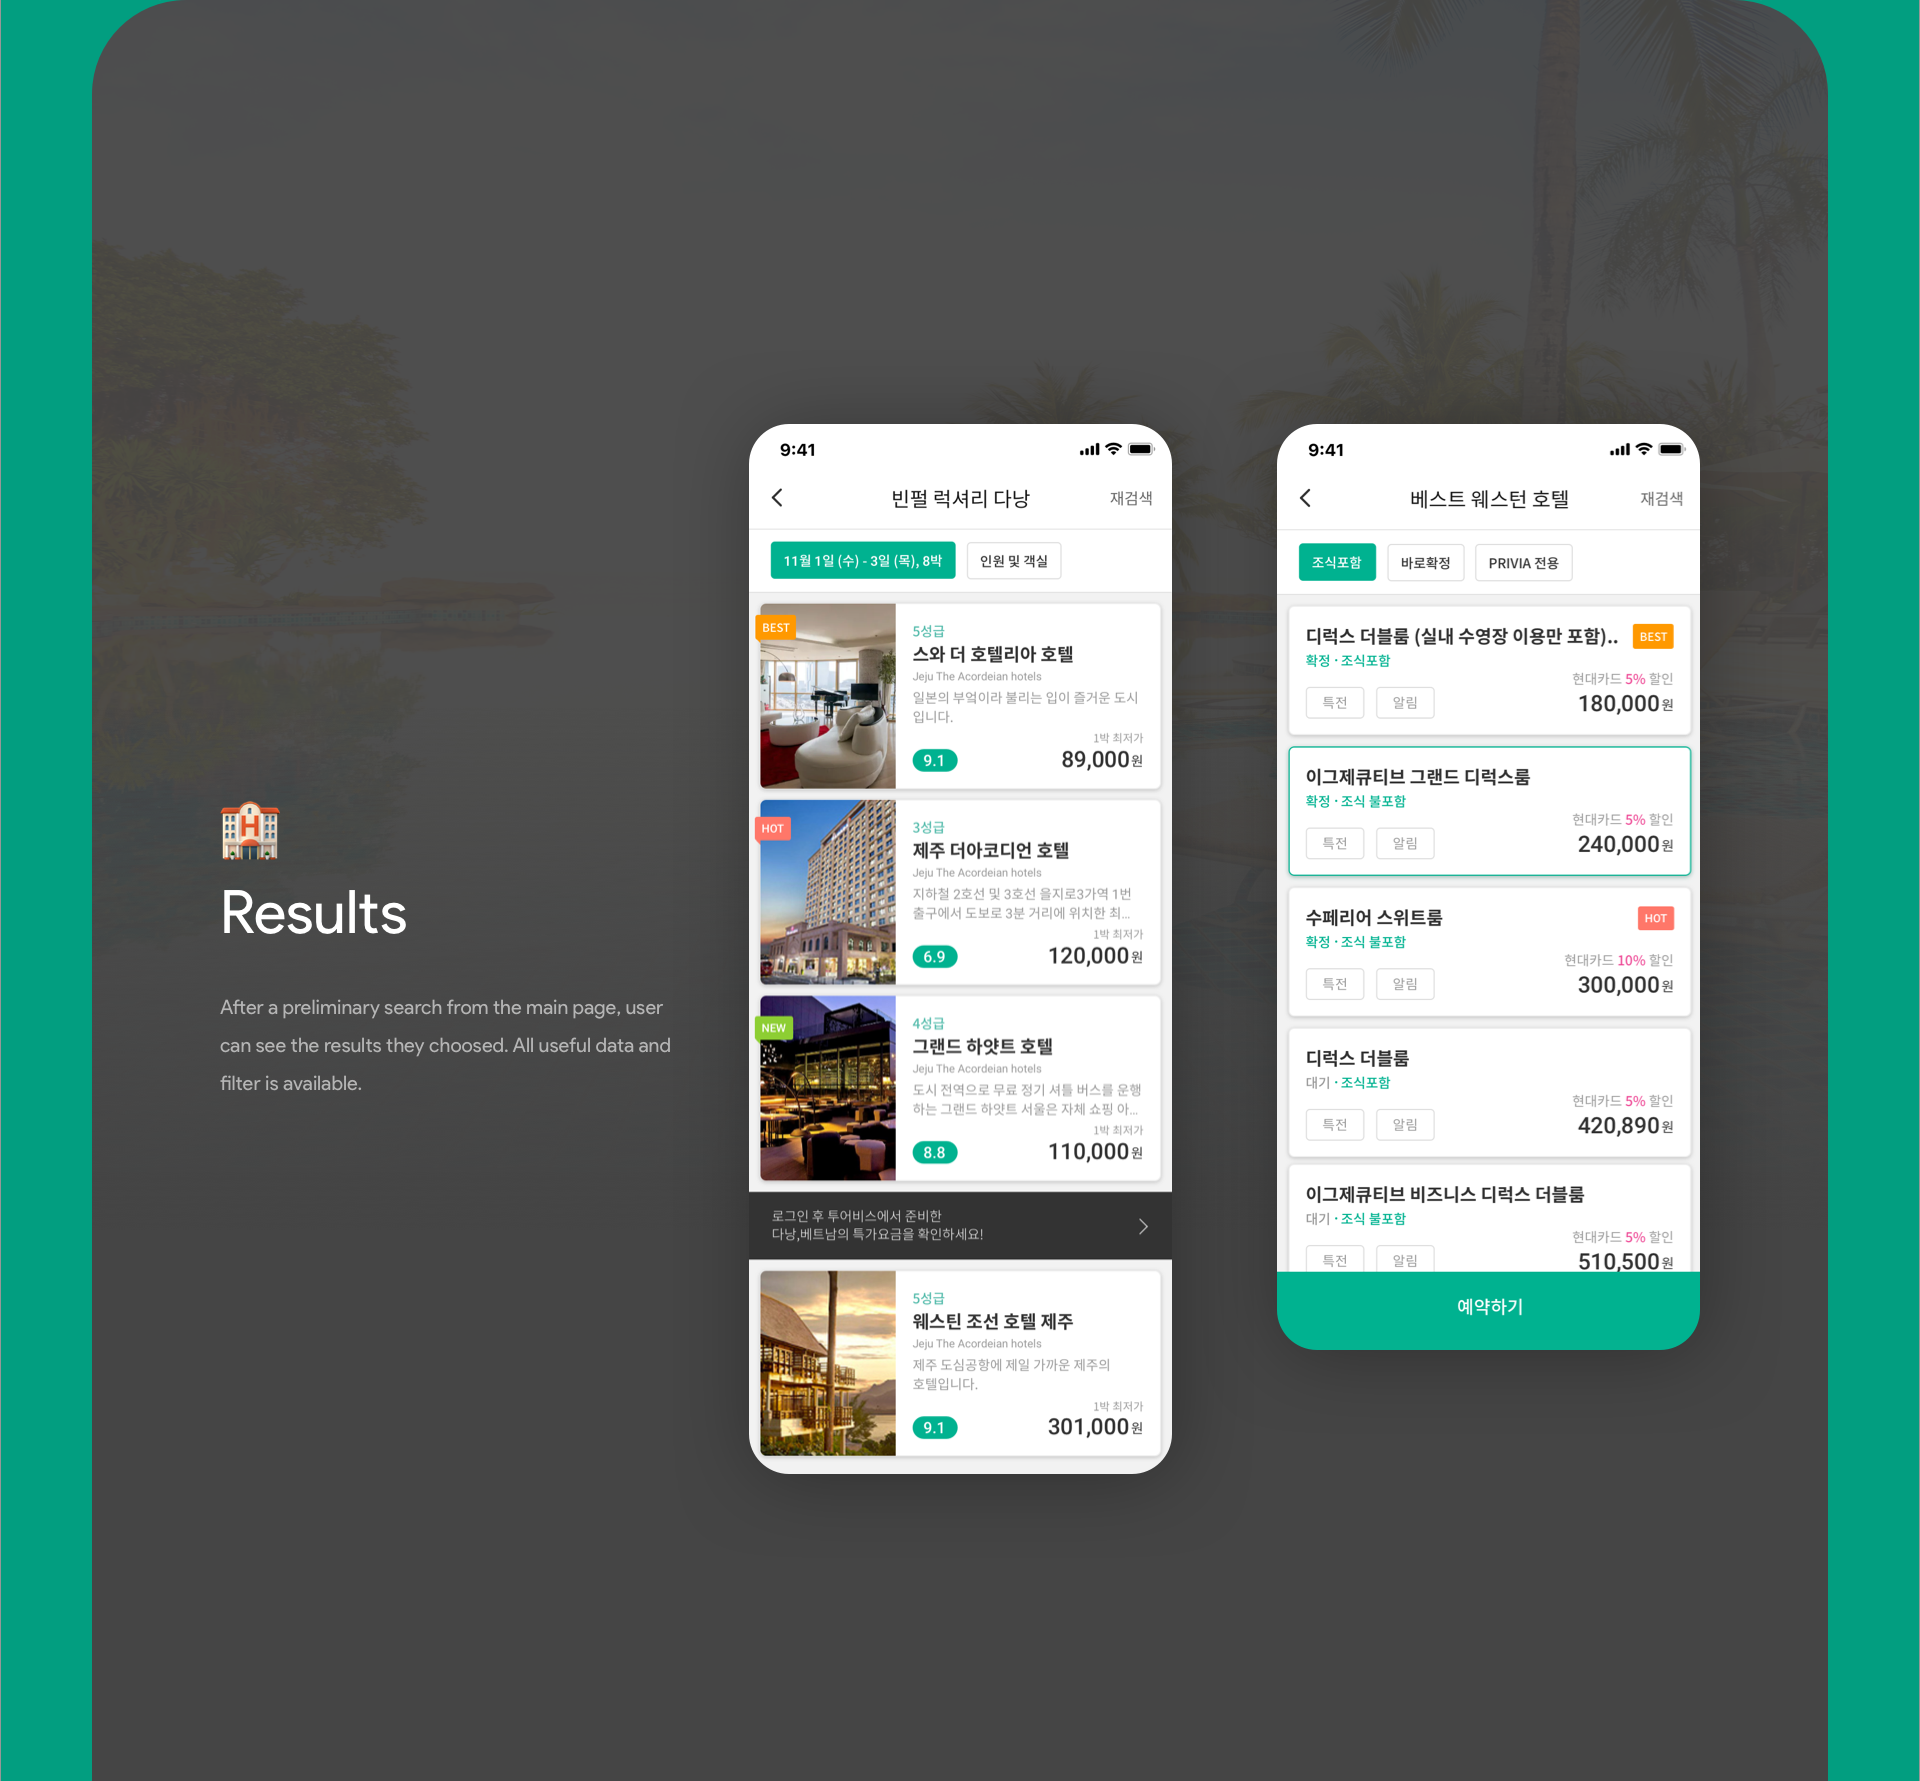 H
Results
After a preliminary search from the main page, user
can see the results they choosed. All useful data and
filter is available.
9:41
빈펄 럭셔리 다낭
재검색
11월 1일 (수) - 3일 (목), 8박
인원 및 객실
BEST
5성급
스와 더 호텔리아 호텔
Jeju The Acordeian hotels
일본의 부엌이라 불리는 입이 즐거운 도시
입니다.
1박 최저가
9.1
89,000원
HOT
3성급
제주 더아코디언 호텔
Jeju The Acordeian hotels
지하철 2호선 및 3호선 을지로3가역 1번
출구에서 도보로 3분 거리에 위치한 최...
1박 최저가
6.9
120,000원
NEW
4성급
그랜드 하얏트 호텔
Jeju The Acordeian hotels
도시 전역으로 무료 정기 셔틀 버스를 운행
하는 그랜드 하얏트 서울은 자체 쇼핑 아...
1박 최저가
8.8
110,000원
로그인 후 투어비스에서 준비한
다낭,베트남의 특가요금을 확인하세요!
5성급
웨스틴 조선 호텔 제주
Jeju The Acordeian hotels
제주 도심공항에 제일 가까운 제주의
호텔입니다.
1박 최저가
9.1
301,000원
9:41
베스트 웨스턴 호텔
재검색
조식포함
바로확정
PRIVIA 전용
디럭스 더블룸 (실내 수영장 이용만 포함)..
BEST
확정 · 조식포함
현대카드 5% 할인
특전
알림
180,000원
이그제큐티브 그랜드 디럭스룸
확정 · 조식 불포함
현대카드 5% 할인
특전
알림
240,000원
수페리어 스위트룸
HOT
확정 · 조식 불포함
현대카드 10% 할인
특전
알림
300,000원
디럭스 더블룸
대기 · 조식포함
현대카드 5% 할인
특전
알림
420,890원
이그제큐티브 비즈니스 디럭스 더블룸
대기 · 조식 불포함
현대카드 5% 할인
특전
알림
510,500원
예약하기